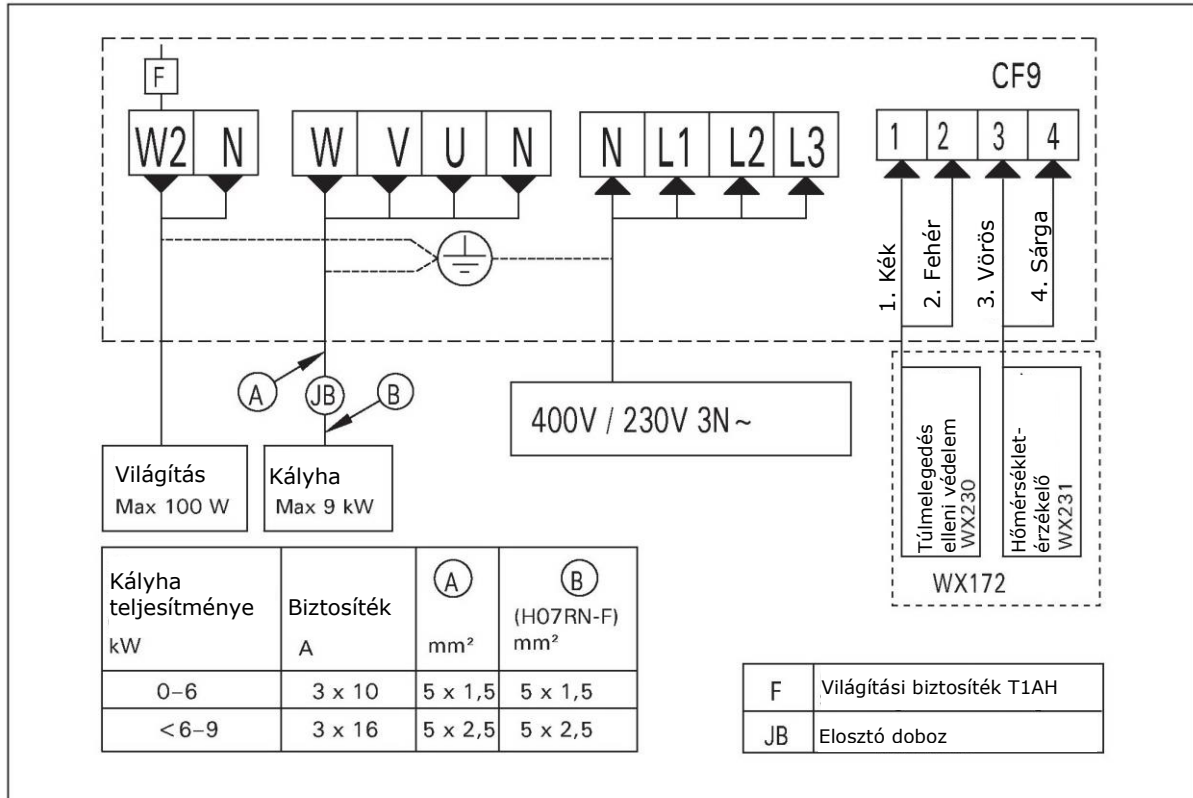 F
CF9
W2 N
W V U N
N L1 L2 L3
1 2 3 4
1. Kék
2. Fehér
3. Vörös
4. Sárga
A
JB
B
400V / 230V 3N ~
Világítás
Max 100 W
Kályha
Max 9 kW
Túlmelegedés
elleni védelem
WX230
Hőmérséklet-
érzékelő
WX231
WX172
Kályha
teljesítménye
kW
Biztosíték
A
A
mm²
B
(H07RN-F)
mm²
0–6 3 x 10 5 x 1,5 5 x 1,5
<6–9 3 x 16 5 x 2,5 5 x 2,5
F Világítási biztosíték T1AH
JB Elosztó doboz